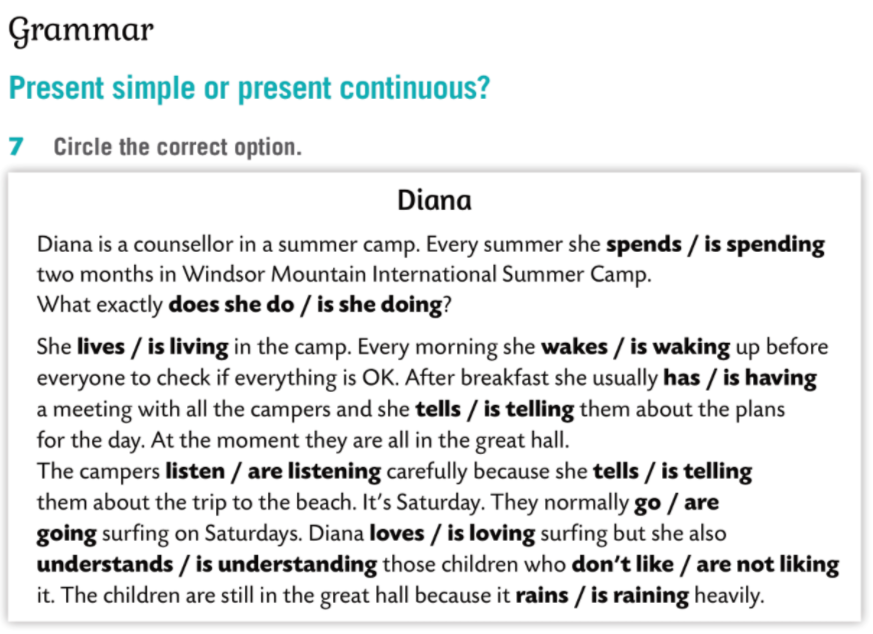 Grammar
Present simple or present continuous?
7 Circle the correct option.
Diana
Diana is a counsellor in a summer camp. Every summer she spends / is spending
two months in Windsor Mountain International Summer Camp.
What exactly does she do / is she doing?
She lives / is living in the camp. Every morning she wakes / is waking up before
everyone to check if everything is OK. After breakfast she usually has / is having
a meeting with all the campers and she tells / is telling them about the plans
for the day. At the moment they are all in the great hall.
The campers listen / are listening carefully because she tells / is telling
them about the trip to the beach. It's Saturday. They normally go / are
going surfing on Saturdays. Diana loves / is loving surfing but she also
understands / is understanding those children who don't like / are not liking
it. The children are still in the great hall because it rains / is raining heavily.